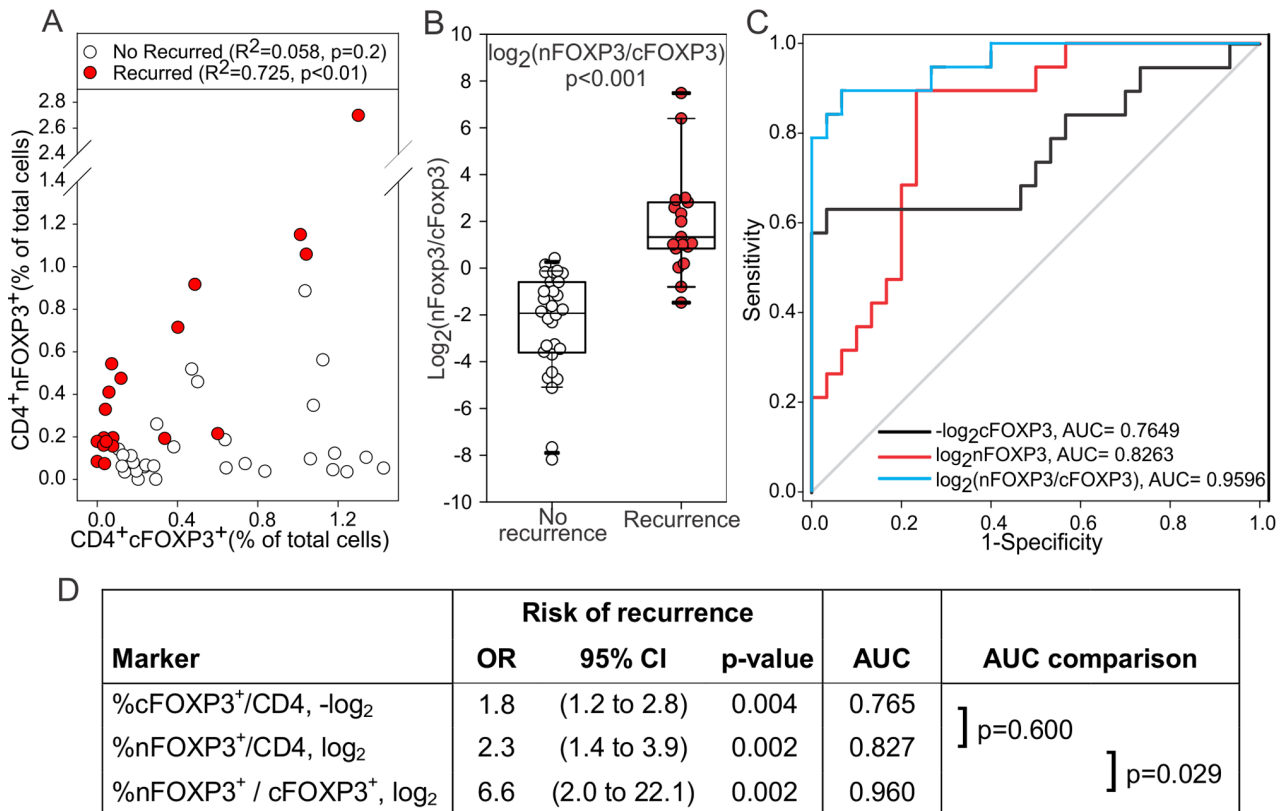 A
No Recurred (R²=0.058, p=0.2)
Recurred (R²=0.725, p<0.01)
2.8
2.6
2.4
1.4
1.2
1.0
0.8
0.6
0.4
0.2
0.0
CD4⁺nFOXP3⁺(% of total cells)
0.0 0.4 0.8 1.2
CD4⁺cFOXP3⁺(% of total cells)
B
log₂(nFOXP3/cFOXP3)
p<0.001
10
8
6
4
2
0
-2
-4
-6
-8
-10
Log₂(nFoxp3/cFoxp3)
No
recurrence
Recurrence
C
1.0
0.8
0.6
0.4
0.2
0.0
Sensitivity
-log₂cFOXP3, AUC= 0.7649
log₂nFOXP3, AUC= 0.8263
log₂(nFOXP3/cFOXP3), AUC= 0.9596
0.0 0.2 0.4 0.6 0.8 1.0
1-Specificity
D
Risk of recurrence
Marker OR 95% CI p-value AUC AUC comparison
%cFOXP3⁺/CD4, -log₂ 1.8 (1.2 to 2.8) 0.004 0.765
p=0.600
%nFOXP3⁺/CD4, log₂ 2.3 (1.4 to 3.9) 0.002 0.827
p=0.029
%nFOXP3⁺ / cFOXP3⁺, log₂ 6.6 (2.0 to 22.1) 0.002 0.960